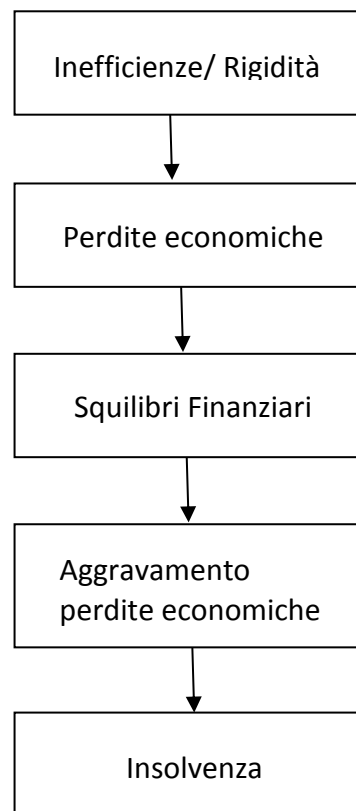 Inefficienze/ Rigidità
Perdite economiche
Squilibri Finanziari
Aggravamento
perdite economiche
Insolvenza